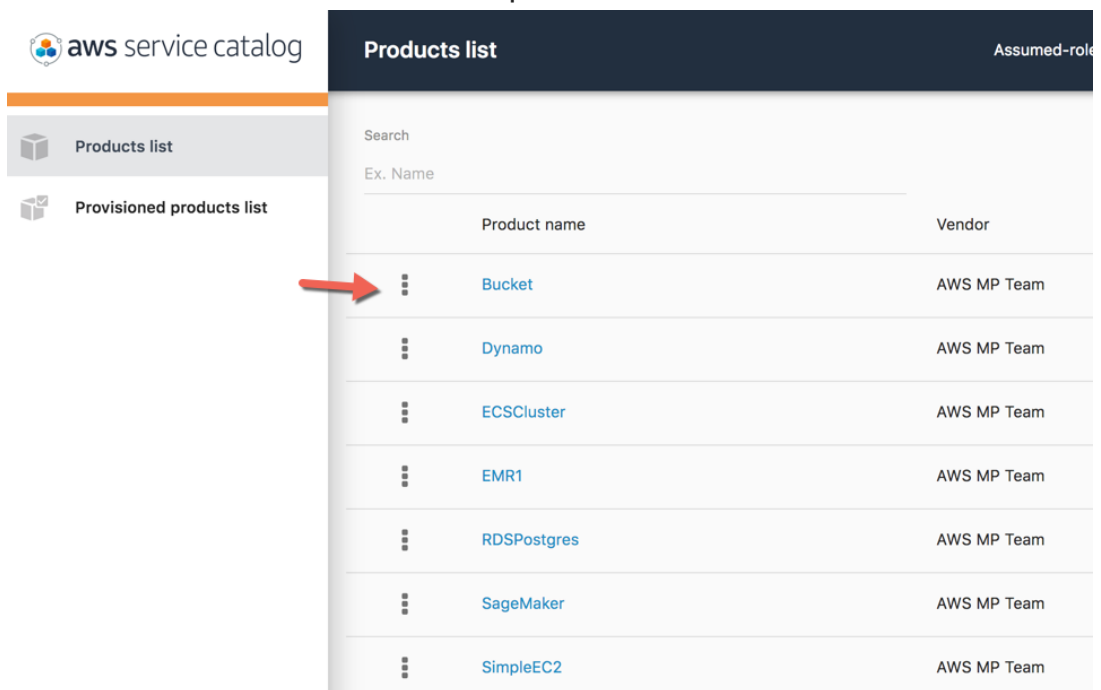 aws service catalog
Products list
Assumed-role
Products list
Provisioned products list
Search
Ex. Name
Product name Vendor
Bucket AWS MP Team
Dynamo AWS MP Team
ECSCluster AWS MP Team
EMR1 AWS MP Team
RDSPostgres AWS MP Team
SageMaker AWS MP Team
SimpleEC2 AWS MP Team